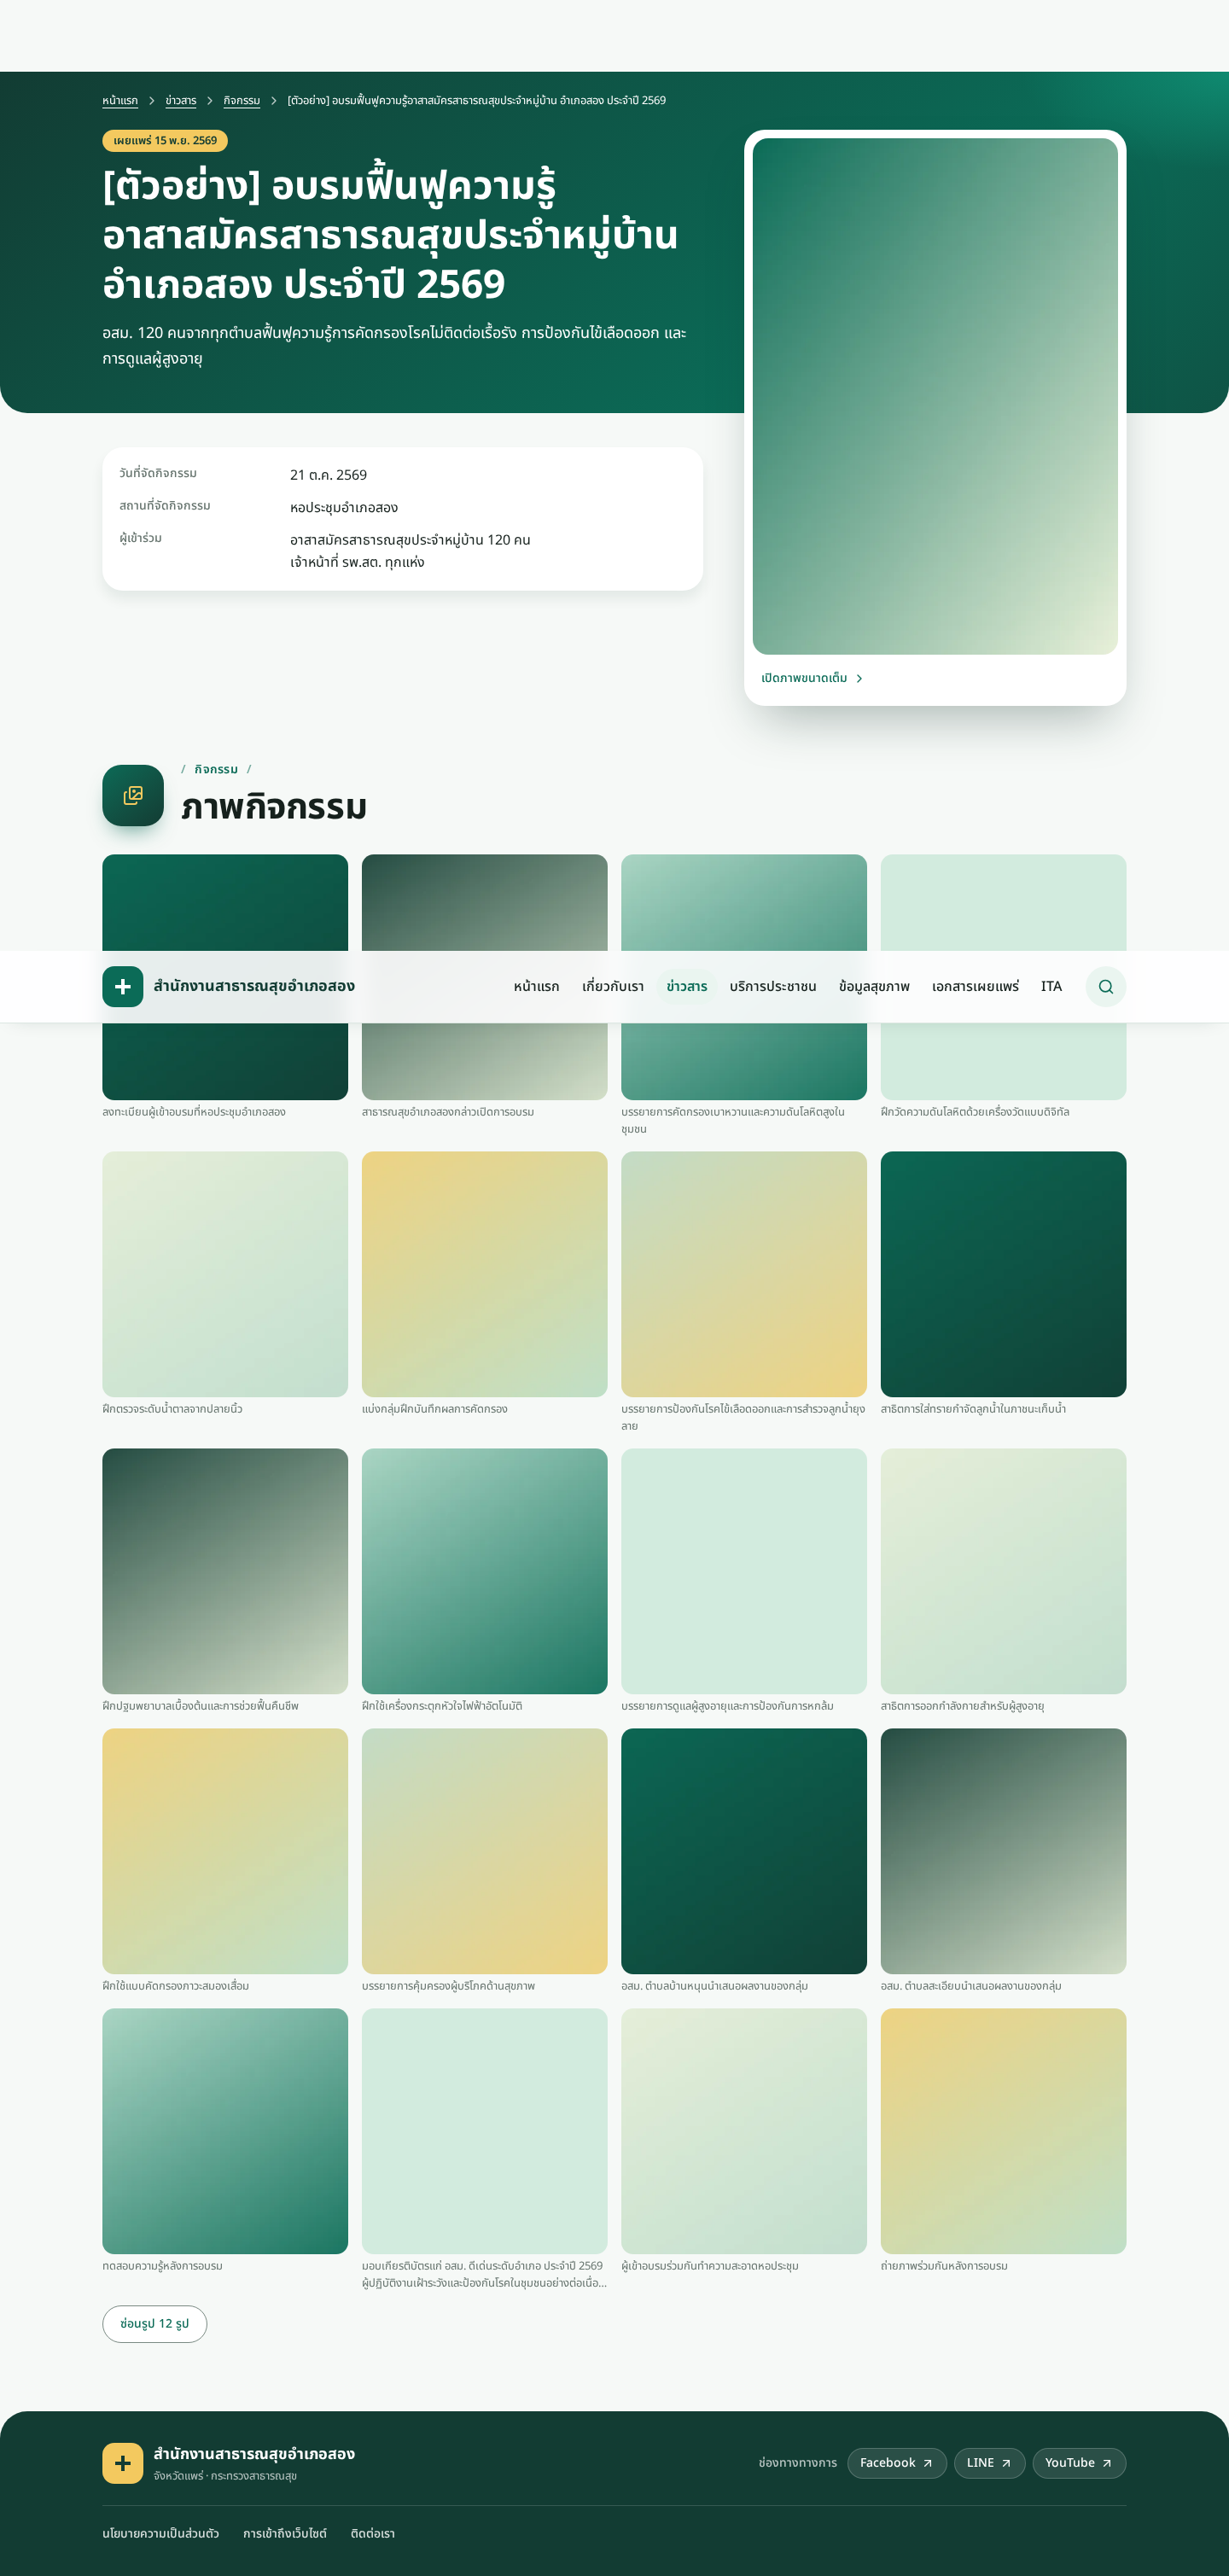 หน้าแรก
ข่าวสาร
กิจกรรม
[ตัวอย่าง] อบรมฟื้นฟูความรู้อาสาสมัครสาธารณสุขประจำหมู่บ้าน อำเภอสอง ประจำปี 2569
เผยแพร่ 15 พ.ย. 2569
[ตัวอย่าง] อบรมฟื้นฟูความรู้
อาสาสมัครสาธารณสุขประจำหมู่บ้าน
อำเภอสอง ประจำปี 2569
อสม. 120 คนจากทุกตำบลฟื้นฟูความรู้การคัดกรองโรคไม่ติดต่อเรื้อรัง การป้องกันไข้เลือดออก และ
การดูแลผู้สูงอายุ
วันที่จัดกิจกรรม
21 ต.ค. 2569
สถานที่จัดกิจกรรม
หอประชุมอำเภอสอง
ผู้เข้าร่วม
อาสาสมัครสาธารณสุขประจำหมู่บ้าน 120 คน
เจ้าหน้าที่ รพ.สต. ทุกแห่ง
เปิดภาพขนาดเต็ม
/ กิจกรรม /
ภาพกิจกรรม
สำนักงานสาธารณสุขอำเภอสอง
หน้าแรก
เกี่ยวกับเรา
ข่าวสาร
บริการประชาชน
ข้อมูลสุขภาพ
เอกสารเผยแพร่
ITA
ลงทะเบียนผู้เข้าอบรมที่หอประชุมอำเภอสอง
สาธารณสุขอำเภอสองกล่าวเปิดการอบรม
บรรยายการคัดกรองเบาหวานและความดันโลหิตสูงใน
ชุมชน
ฝึกวัดความดันโลหิตด้วยเครื่องวัดแบบดิจิทัล
ฝึกตรวจระดับน้ำตาลจากปลายนิ้ว
แบ่งกลุ่มฝึกบันทึกผลการคัดกรอง
บรรยายการป้องกันโรคไข้เลือดออกและการสำรวจลูกน้ำยุง
ลาย
สาธิตการใส่ทรายกำจัดลูกน้ำในภาชนะเก็บน้ำ
ฝึกปฐมพยาบาลเบื้องต้นและการช่วยฟื้นคืนชีพ
ฝึกใช้เครื่องกระตุกหัวใจไฟฟ้าอัตโนมัติ
บรรยายการดูแลผู้สูงอายุและการป้องกันการหกล้ม
สาธิตการออกกำลังกายสำหรับผู้สูงอายุ
ฝึกใช้แบบคัดกรองภาวะสมองเสื่อม
บรรยายการคุ้มครองผู้บริโภคด้านสุขภาพ
อสม. ตำบลบ้านหนุนนำเสนอผลงานของกลุ่ม
อสม. ตำบลสะเอียบนำเสนอผลงานของกลุ่ม
ทดสอบความรู้หลังการอบรม
มอบเกียรติบัตรแก่ อสม. ดีเด่นระดับอำเภอ ประจำปี 2569
ผู้ปฏิบัติงานเฝ้าระวังและป้องกันโรคในชุมชนอย่างต่อเนื่อ...
ผู้เข้าอบรมร่วมกันทำความสะอาดหอประชุม
ถ่ายภาพร่วมกันหลังการอบรม
ซ่อนรูป 12 รูป
สำนักงานสาธารณสุขอำเภอสอง
จังหวัดแพร่ · กระทรวงสาธารณสุข
ช่องทางทางการ
Facebook
LINE
YouTube
นโยบายความเป็นส่วนตัว
การเข้าถึงเว็บไซต์
ติดต่อเรา